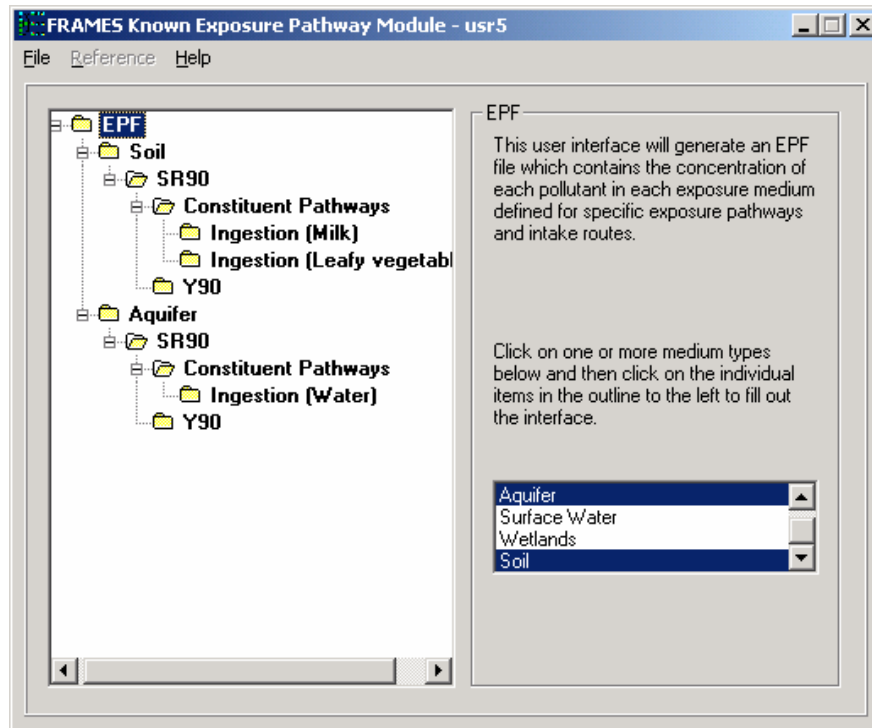 FRAMES Known Exposure Pathway Module - usr5
File Reference Help
EPF
Soil
SR90
Constituent Pathways
Ingestion (Milk)
Ingestion (Leafy vegetabl
Y90
Aquifer
SR90
Constituent Pathways
Ingestion (Water)
Y90
EPF
This user interface will generate an EPF
file which contains the concentration of
each pollutant in each exposure medium
defined for specific exposure pathways
and intake routes.
Click on one or more medium types
below and then click on the individual
items in the outline to the left to fill out
the interface.
Aquifer
Surface Water
Wetlands
Soil